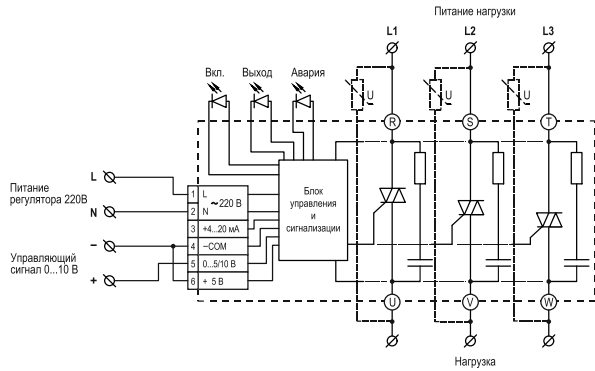 Питание нагрузки
L1 L2 L3
Вкл. Выход Авария
U U U
R S T
L
Питание
регулятора 220В
N
Управляющий
сигнал 0...10 В
–
+
1 L
~220 В
2 N
3 +4...20 мА
4 –COM
5 0...5/10 В
6 + 5 В
Блок
управления
и
сигнализации
U V W
Нагрузка